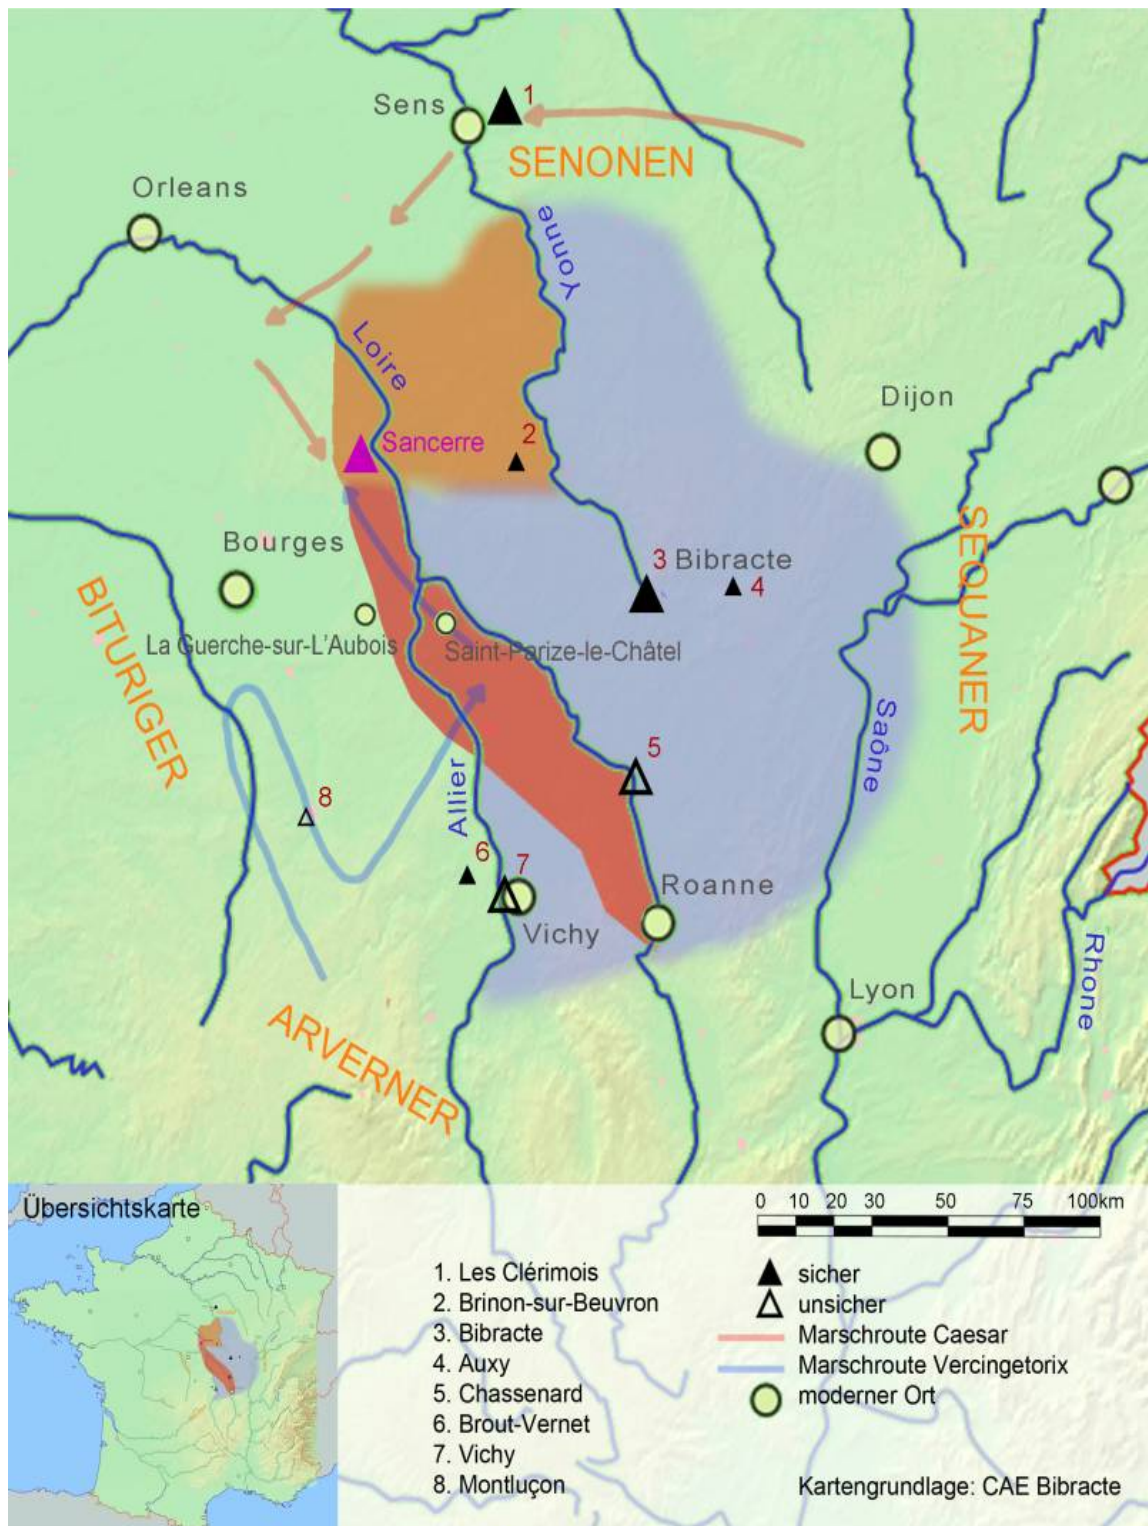 1
Sens
SENONEN
Orleans
Yonne
Loire
Dijon
Sancerre
2
SEQUANER
Bourges
3
Bibracte
4
BITURIGER
La Guerche-sur-L'Aubois
Saint-Parize-le-Châtel
Saône
5
Allier
8
6
7
Roanne
Vichy
Rhone
Lyon
ARVERNER
Übersichtskarte
0 10 20 30 50 75 100km
1. Les Clérimois
2. Brinon-sur-Beuvron
3. Bibracte
4. Auxy
5. Chassenard
6. Brout-Vernet
7. Vichy
8. Montluçon
sicher
unsicher
Marschroute Caesar
Marschroute Vercingetorix
moderner Ort
Kartengrundlage: CAE Bibracte